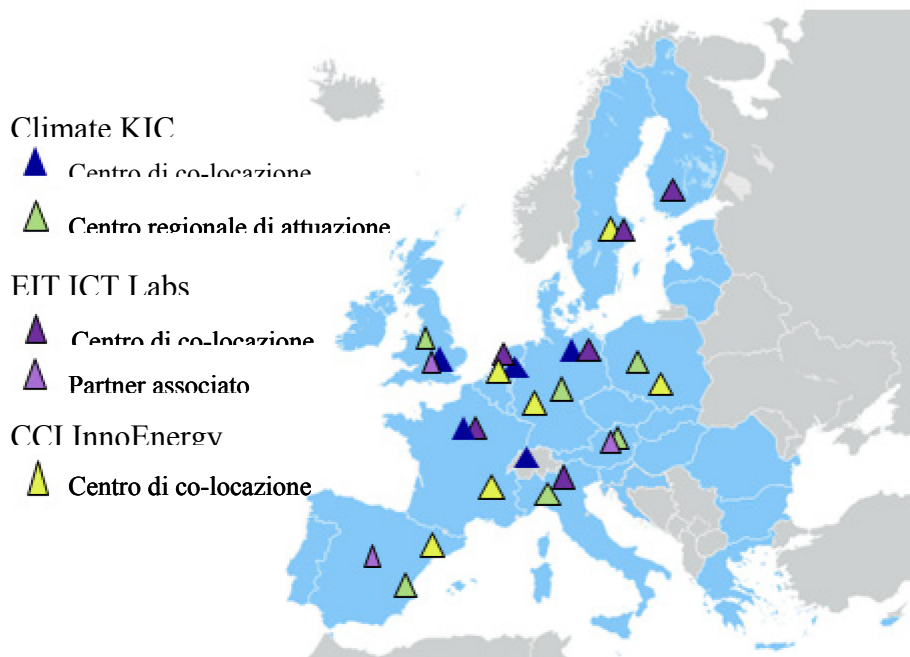 Climate KIC
Centro di co-locazione
Centro regionale di attuazione
EIT ICT Labs
Centro di co-locazione
Partner associato
CCI InnoEnergy
Centro di co-locazione